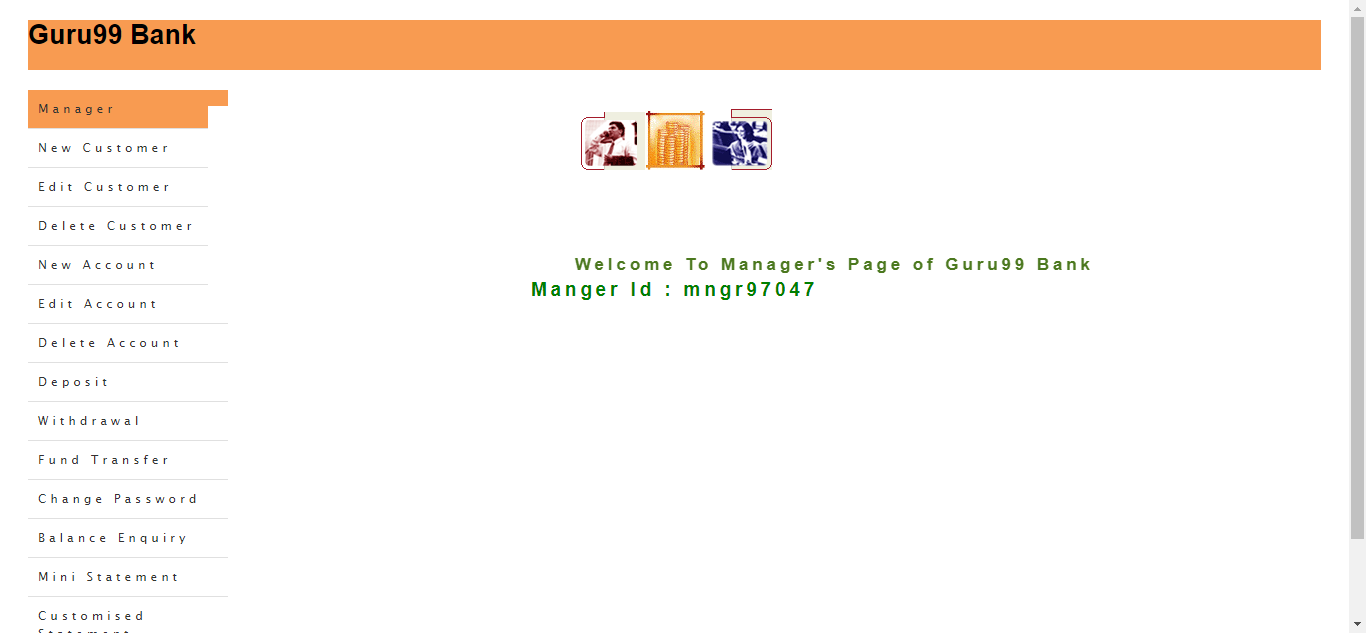 Guru99 Bank
Manager
New Customer
Edit Customer
Delete Customer
New Account
Edit Account
Delete Account
Deposit
Withdrawal
Fund Transfer
Change Password
Balance Enquiry
Mini Statement
Customised
Statement
Welcome To Manager's Page of Guru99 Bank
Manger Id : mngr97047